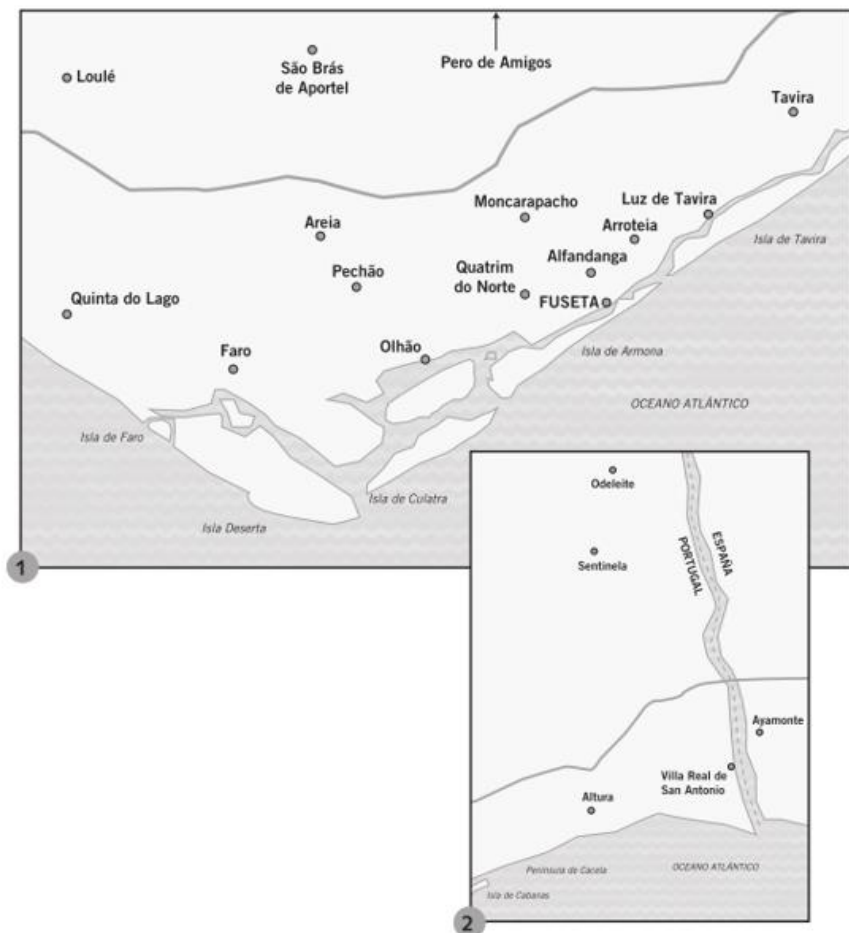 Loulé
São Brás
de Aportel
Pero de Amigos
Tavira
Moncarapacho
Luz de Tavira
Areia
Arroteia
Isla de Tavira
Alfandanga
Pechão
Quatrim
do Norte
Quinta do Lago
FUSETA
Faro
Olhão
Isla de Armona
OCEANO ATLÁNTICO
Isla de Faro
Isla de Culatra
Isla Deserta
1
Odeleite
ESPAÑA
PORTUGAL
Sentinela
Ayamonte
Villa Real de
San Antonio
Altura
Península de Cacela
OCEANO ATLÁNTICO
Isla de Cabanas
2